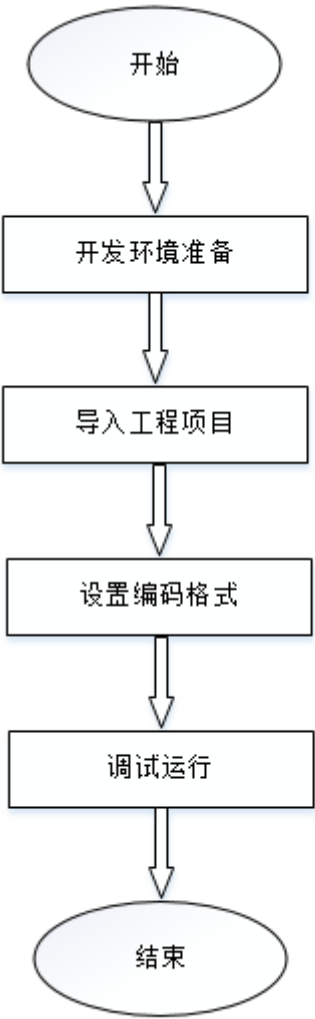 开始
开发环境准备
导入工程项目
设置编码格式
调试运行
结束